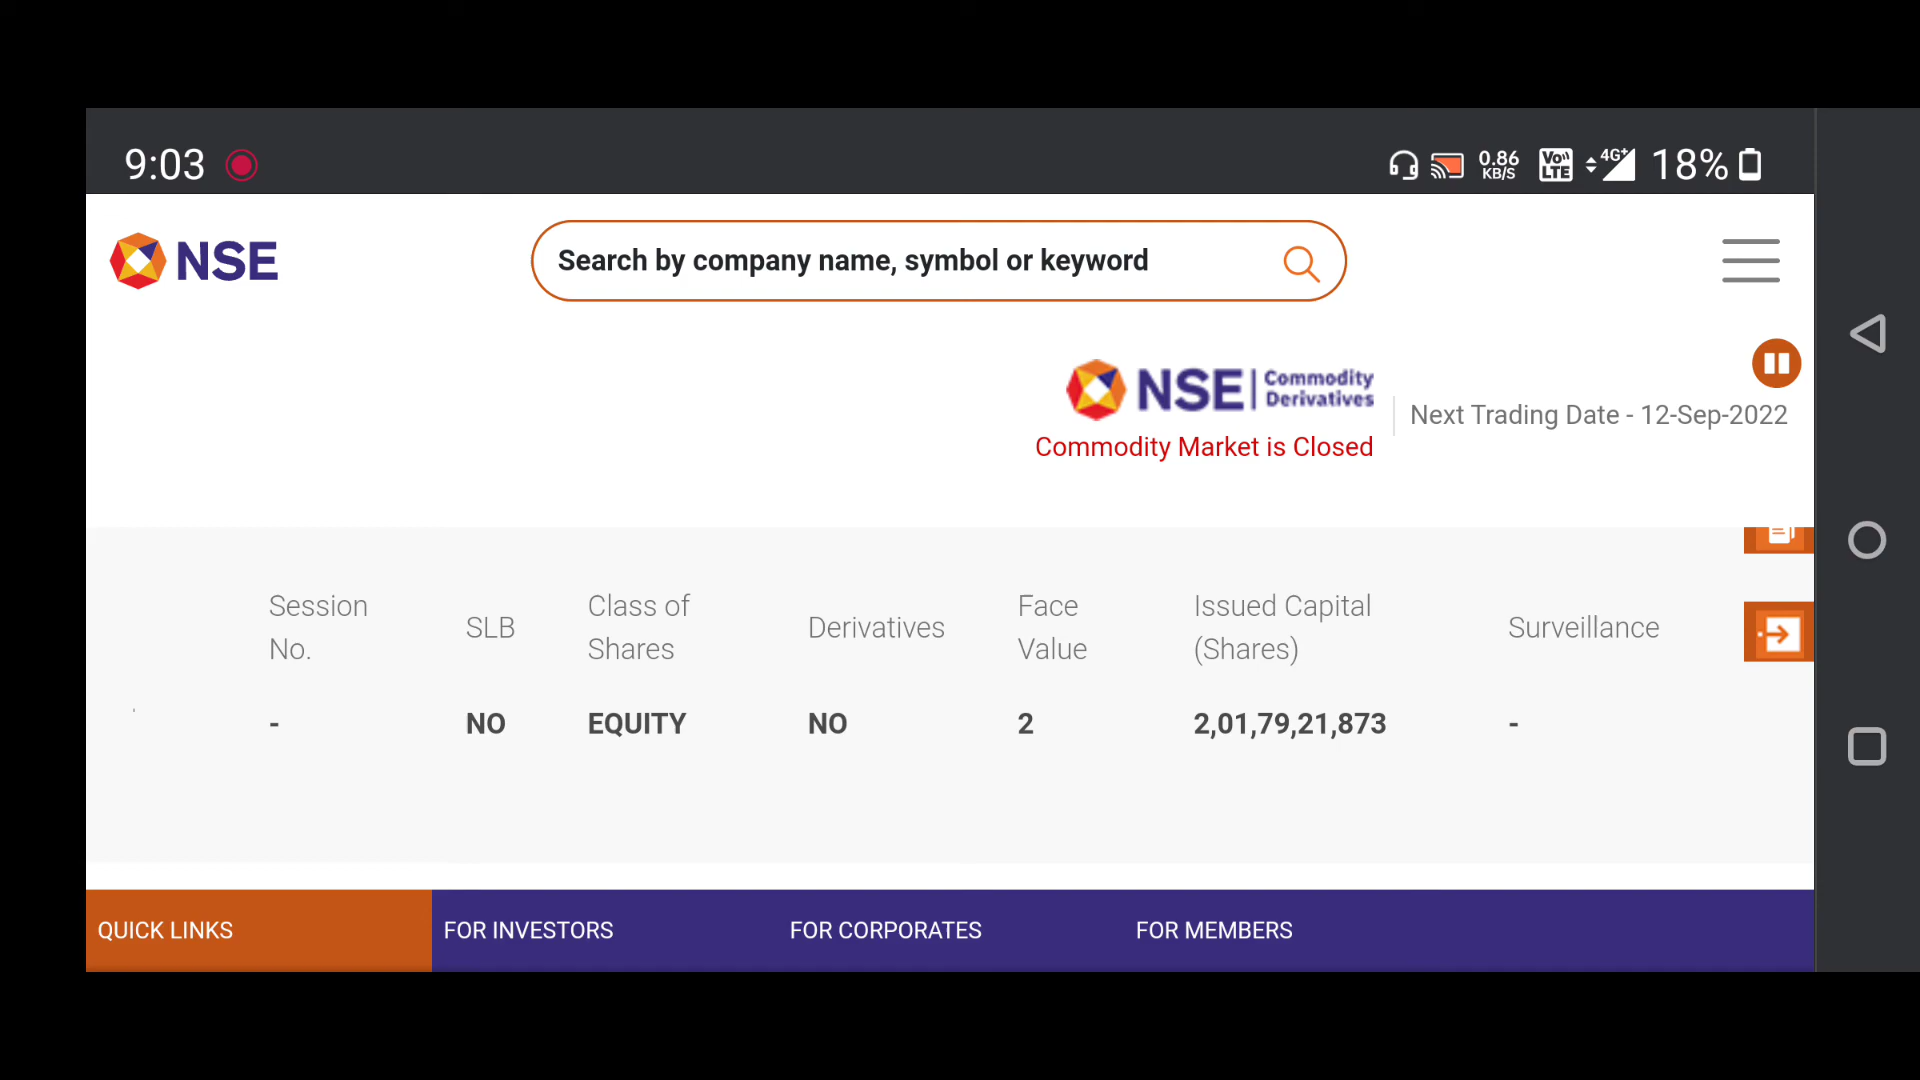 9:03
0.86 KB/S VoLTE 4G+ 18%
NSE
Search by company name, symbol or keyword
NSE | Commodity Derivatives
Next Trading Date - 12-Sep-2022
Commodity Market is Closed
Session No. SLB Class of Shares Derivatives Face Value Issued Capital (Shares) Surveillance
- NO EQUITY NO 2 2,01,79,21,873 -
QUICK LINKS FOR INVESTORS FOR CORPORATES FOR MEMBERS